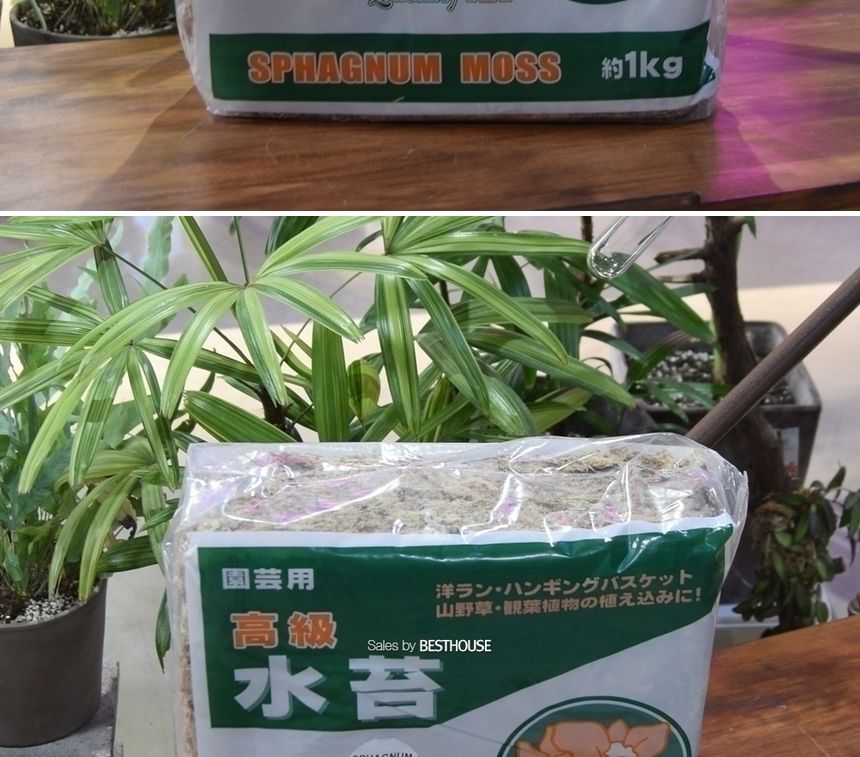 SPHAGNUM MOSS 約1kg
園芸用
洋ラン・ハンギングバスケット
山野草・観葉植物の植え込みに!
高級
Sales by BESTHOUSE
水苔
SPHAGNUM